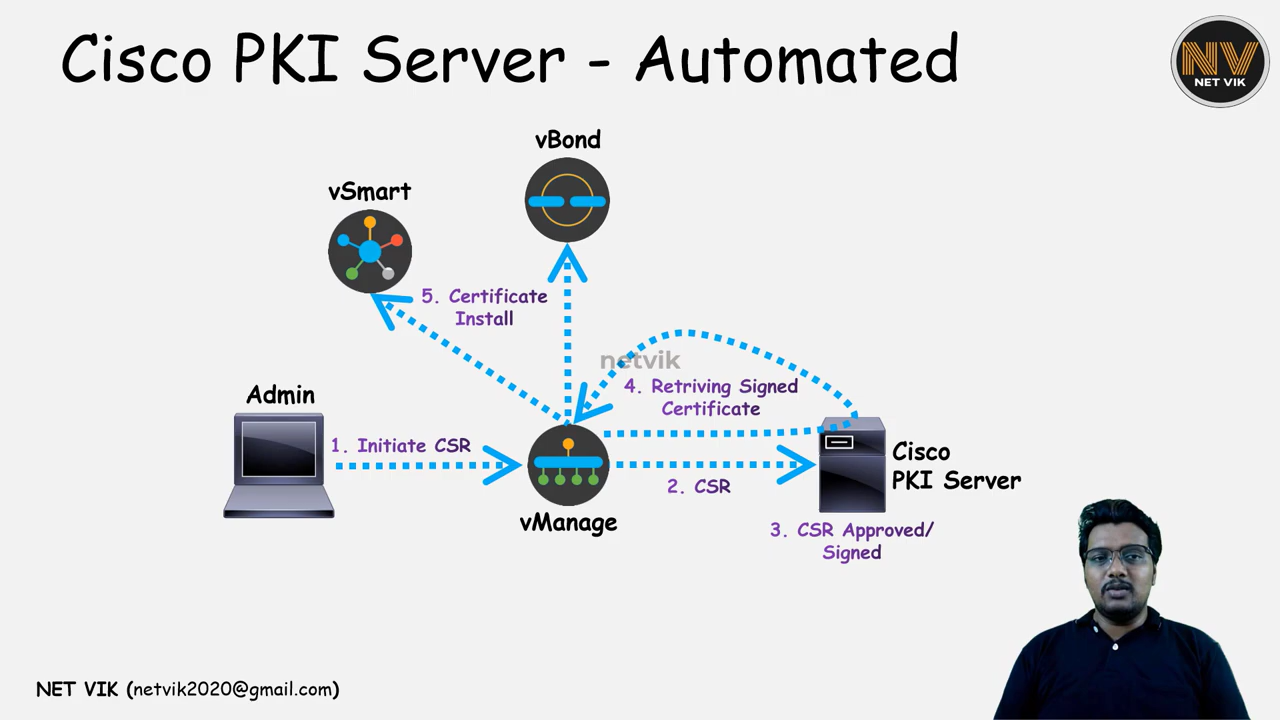 Cisco PKI Server - Automated
NV
NET VIK
vBond
vSmart
5. Certificate
Install
netvik
4. Retriving Signed
Certificate
Admin
1. Initiate CSR
2. CSR
Cisco
PKI Server
vManage
3. CSR Approved/
Signed
NET VIK (netvik2020@gmail.com)